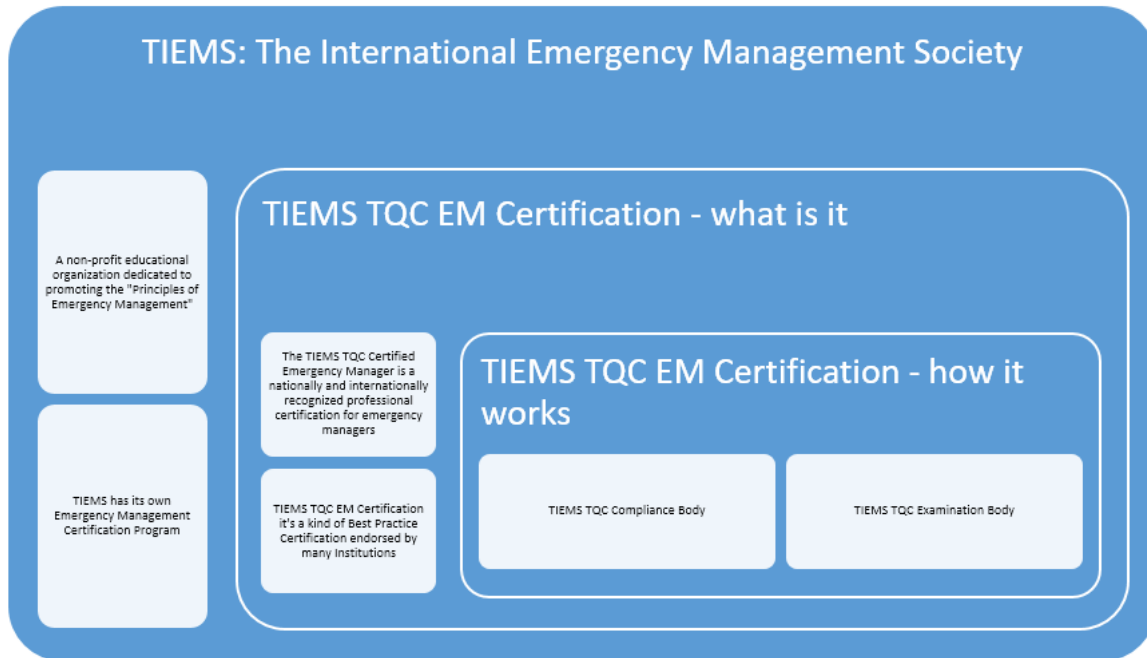 TIEMS: The International Emergency Management Society
A non-profit educational
organization dedicated to
promoting the "Principles of
Emergency Management"
TIEMS has its own
Emergency Management
Certification Program
TIEMS TQC EM Certification - what is it
The TIEMS TQC Certified
Emergency Manager is a
nationally and internationally
recognized professional
certification for emergency
managers
TIEMS TQC EM Certification
it's a kind of Best Practice
Certification endorsed by
many Institutions
TIEMS TQC EM Certification - how it
works
TIEMS TQC Compliance Body
TIEMS TQC Examination Body